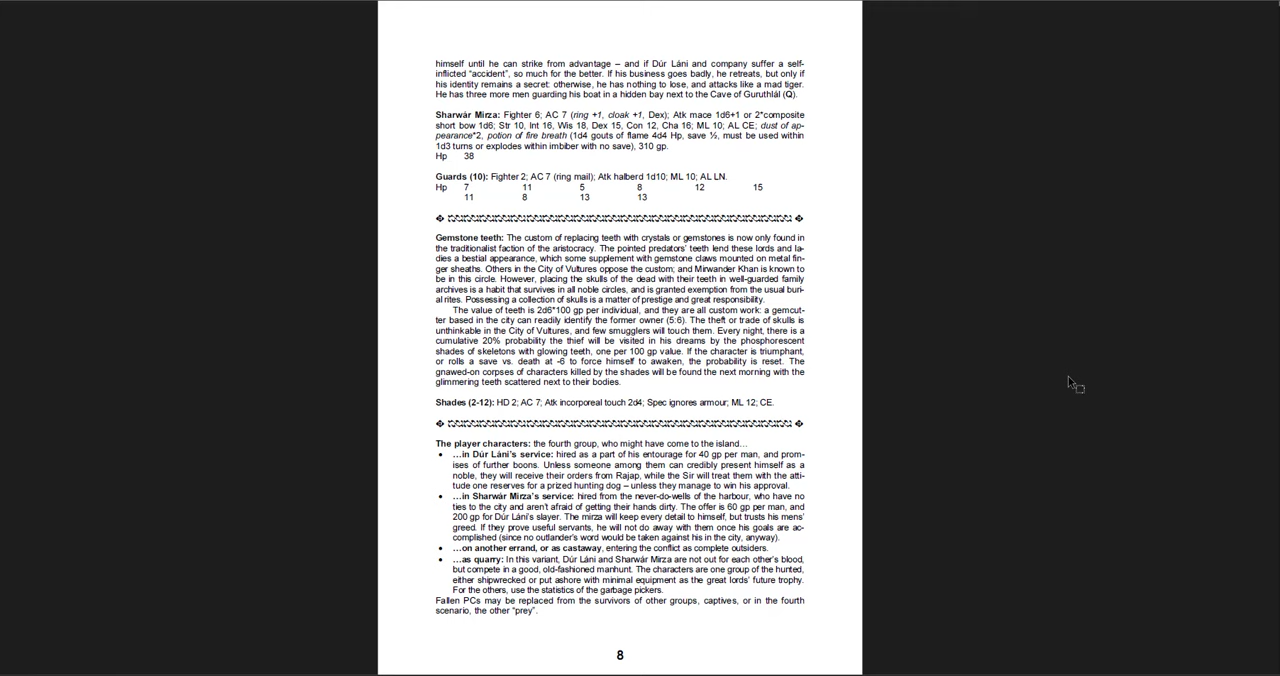 himself until he can strike from advantage – and if Dúr Láni and company suffer a self-
inflicted “accident”, so much for the better. If his business goes badly, he retreats, but only if
his identity remains a secret: otherwise, he has nothing to lose, and attacks like a mad tiger.
He has three more men guarding his boat in a hidden bay next to the Cave of Guruthlál (Q).
Sharwár Mirza: Fighter 6; AC 7 (ring +1, cloak +1, Dex); Atk mace 1d6+1 or 2*composite
short bow 1d6; Str 10, Int 16, Wis 18, Dex 15, Con 12, Cha 16; ML 10; AL CE; dust of ap-
pearance*2, potion of fire breath (1d4 gouts of flame 4d4 Hp, save ½, must be used within
1d3 turns or explodes within imbiber with no save), 310 gp.
Hp 38
Guards (10): Fighter 2; AC 7 (ring mail); Atk halberd 1d10; ML 10; AL LN.
Hp 7 11 5 8 12 15
11 8 13 13
Gemstone teeth: The custom of replacing teeth with crystals or gemstones is now only found in
the traditionalist faction of the aristocracy. The pointed predators’ teeth lend these lords and la-
dies a bestial appearance, which some supplement with gemstone claws mounted on metal fin-
ger sheaths. Others in the City of Vultures oppose the custom; and Mirwander Khan is known to
be in this circle. However, placing the skulls of the dead with their teeth in well-guarded family
archives is a habit that survives in all noble circles, and is granted exemption from the usual buri-
al rites. Possessing a collection of skulls is a matter of prestige and great responsibility.
The value of teeth is 2d6*100 gp per individual, and they are all custom work: a gemcut-
ter based in the city can readily identify the former owner (5:6). The theft or trade of skulls is
unthinkable in the City of Vultures, and few smugglers will touch them. Every night, there is a
cumulative 20% probability the thief will be visited in his dreams by the phosphorescent
shades of skeletons with glowing teeth, one per 100 gp value. If the character is triumphant,
or rolls a save vs. death at -6 to force himself to awaken, the probability is reset. The
gnawed-on corpses of characters killed by the shades will be found the next morning with the
glimmering teeth scattered next to their bodies.
Shades (2-12): HD 2; AC 7; Atk incorporeal touch 2d4; Spec ignores armour; ML 12; CE.
The player characters: the fourth group, who might have come to the island…
• …in Dúr Láni’s service: hired as a part of his entourage for 40 gp per man, and prom-
ises of further boons. Unless someone among them can credibly present himself as a
noble, they will receive their orders from Rajap, while the Sir will treat them with the atti-
tude one reserves for a prized hunting dog – unless they manage to win his approval.
• …in Sharwár Mirza’s service: hired from the never-do-wells of the harbour, who have no
ties to the city and aren’t afraid of getting their hands dirty. The offer is 60 gp per man, and
200 gp for Dúr Láni’s slayer. The mirza will keep every detail to himself, but trusts his mens’
greed. If they prove useful servants, he will not do away with them once his goals are ac-
complished (since no outlander’s word would be taken against his in the city, anyway).
• …on another errand, or as castaway, entering the conflict as complete outsiders.
• …as quarry: In this variant, Dúr Láni and Sharwár Mirza are not out for each other’s blood,
but compete in a good, old-fashioned manhunt. The characters are one group of the hunted,
either shipwrecked or put ashore with minimal equipment as the great lords’ future trophy.
For the others, use the statistics of the garbage pickers.
Fallen PCs may be replaced from the survivors of other groups, captives, or in the fourth
scenario, the other “prey”.
8